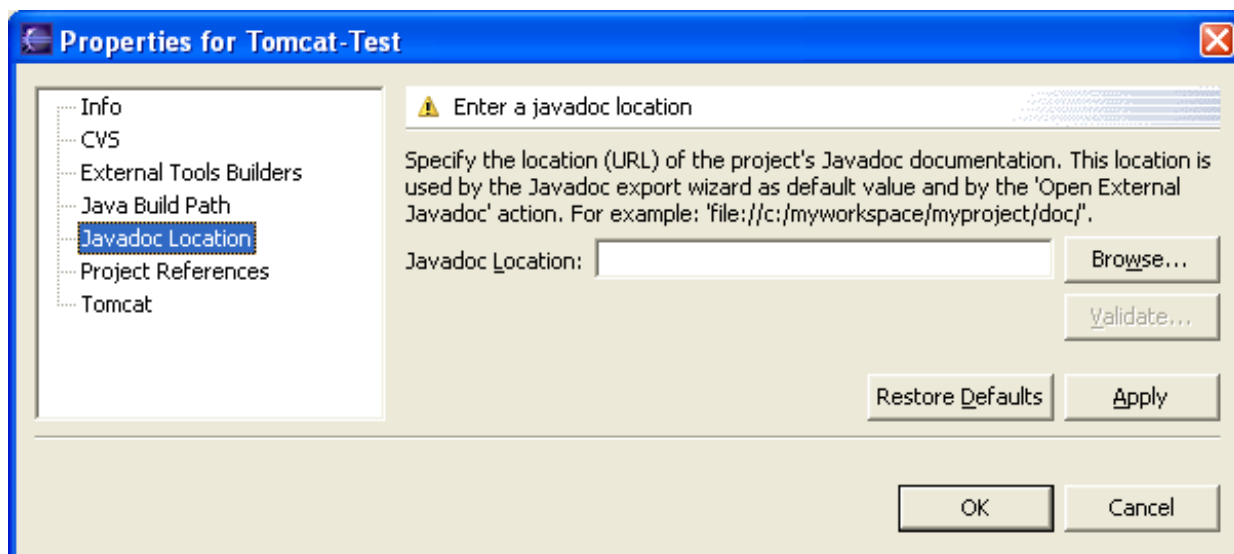 Properties for Tomcat-Test
Info
CVS
External Tools Builders
Java Build Path
Javadoc Location
Project References
Tomcat
Enter a javadoc location
Specify the location (URL) of the project's Javadoc documentation. This location is
used by the Javadoc export wizard as default value and by the 'Open External
Javadoc' action. For example: 'file://c:/myworkspace/myproject/doc/''.
Javadoc Location:
Browse...
Validate...
Restore Defaults
Apply
OK
Cancel